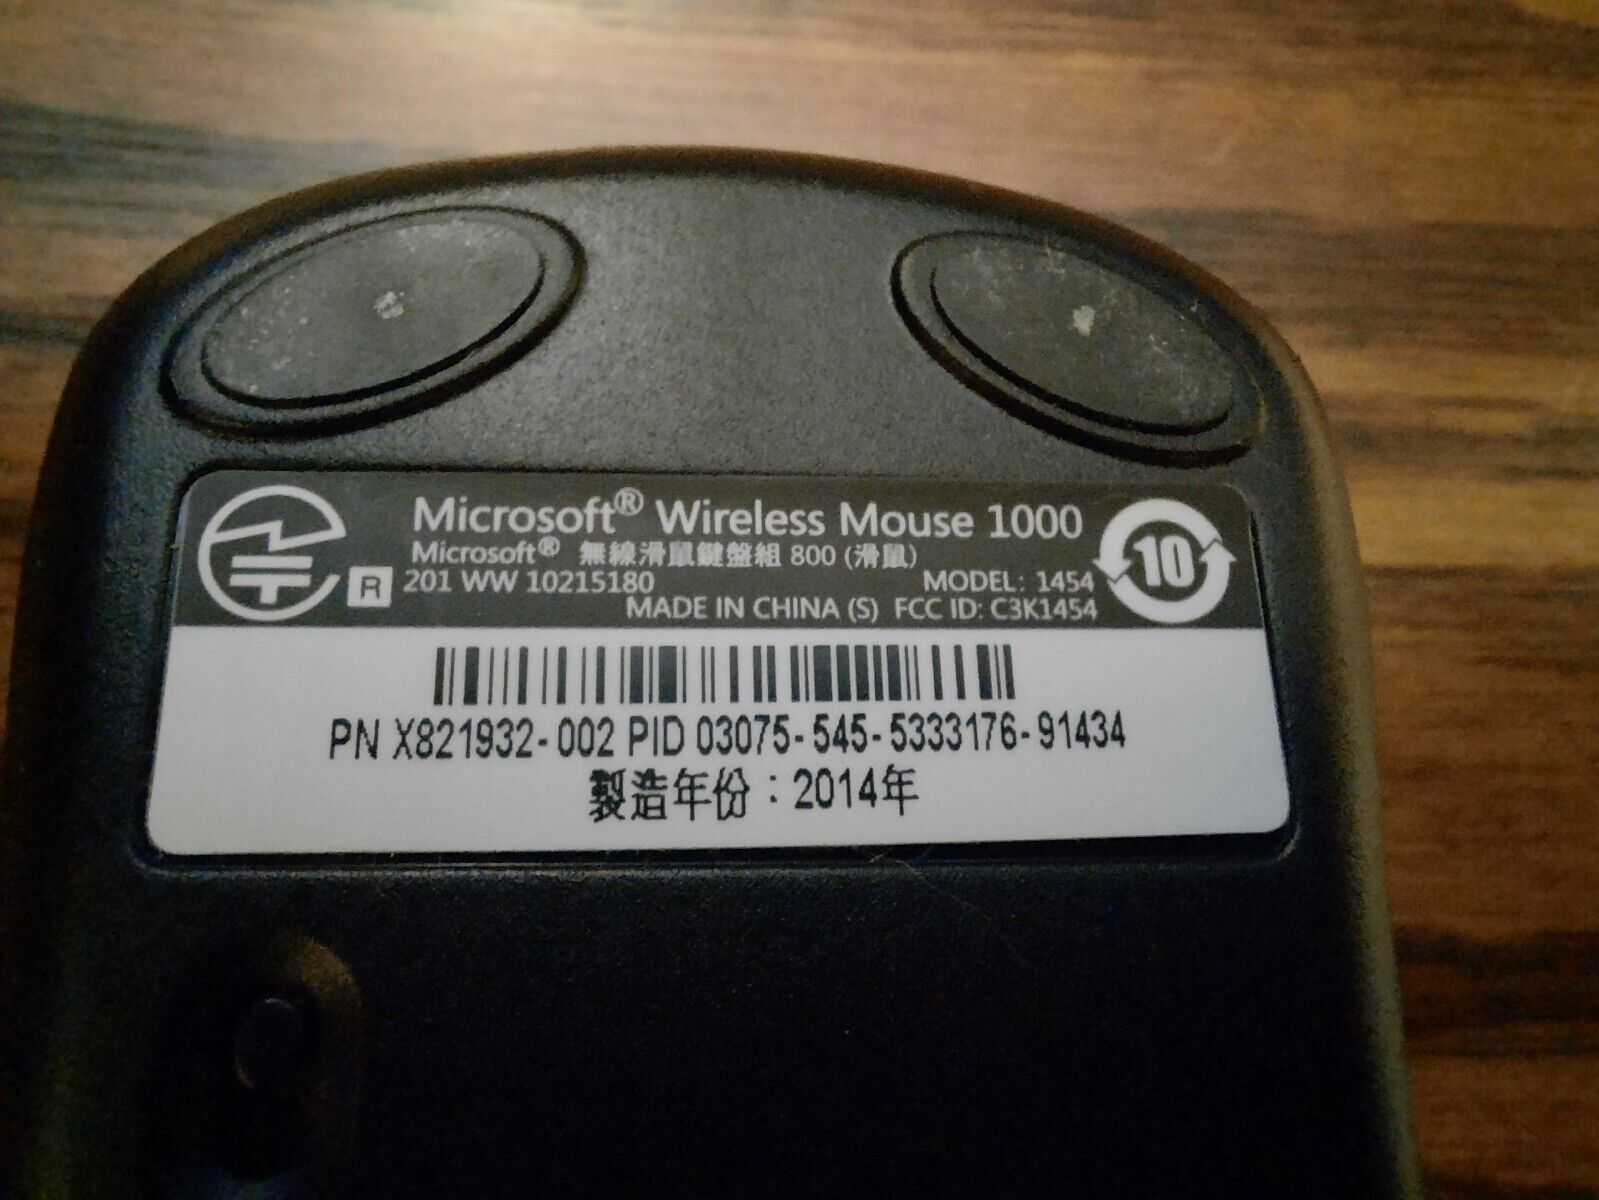 Microsoft® Wireless Mouse 1000
Microsoft® 無線滑鼠鍵盤組 800 (滑鼠)
R 201 WW 10215180 MODEL: 1454
MADE IN CHINA (S) FCC ID: C3K1454
10
PN X821932-002 PID 03075-545-5333176-91434
製造年份：2014年